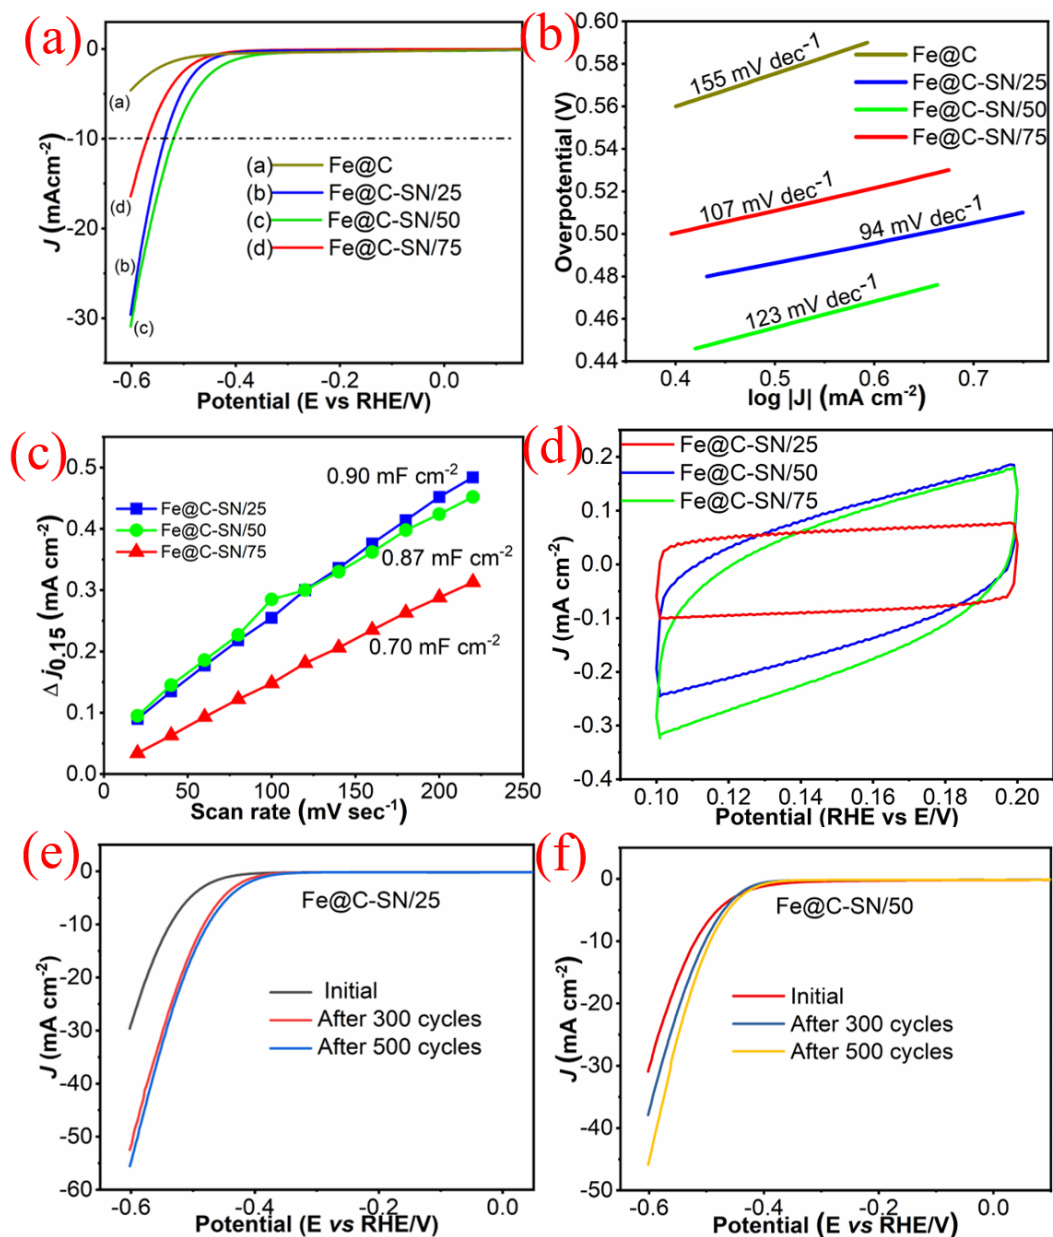 (a)
0
-10
-20
-30
J (mAcm-2)
(a)
(d)
(b)
(c)
(a) Fe@C
(b) Fe@C-SN/25
(c) Fe@C-SN/50
(d) Fe@C-SN/75
-0.6 -0.4 -0.2 0.0
Potential (E vs RHE/V)
(b)
0.60
0.58
0.56
0.54
0.52
0.50
0.48
0.46
0.44
Overpotential (V)
155 mV dec-1
107 mV dec-1
94 mV dec-1
123 mV dec-1
Fe@C
Fe@C-SN/25
Fe@C-SN/50
Fe@C-SN/75
0.4 0.5 0.6 0.7
log |J| (mA cm-2)
(c)
0.5
0.4
0.3
0.2
0.1
0.0
Δ j0.15 (mA cm-2)
Fe@C-SN/25
Fe@C-SN/50
Fe@C-SN/75
0.90 mF cm-2
0.87 mF cm-2
0.70 mF cm-2
0 50 100 150 200 250
Scan rate (mV sec-1)
(d)
0.2
0.1
0.0
-0.1
-0.2
-0.3
-0.4
J (mA cm-2)
Fe@C-SN/25
Fe@C-SN/50
Fe@C-SN/75
0.10 0.12 0.14 0.16 0.18 0.20
Potential (RHE vs E/V)
(e)
0
-10
-20
-30
-40
-50
-60
J (mA cm-2)
Fe@C-SN/25
Initial
After 300 cycles
After 500 cycles
-0.6 -0.4 -0.2 0.0
Potential (E vs RHE/V)
(f)
0
-10
-20
-30
-40
-50
J (mA cm-2)
Fe@C-SN/50
Initial
After 300 cycles
After 500 cycles
-0.6 -0.4 -0.2 0.0
Potential (E vs RHE/V)